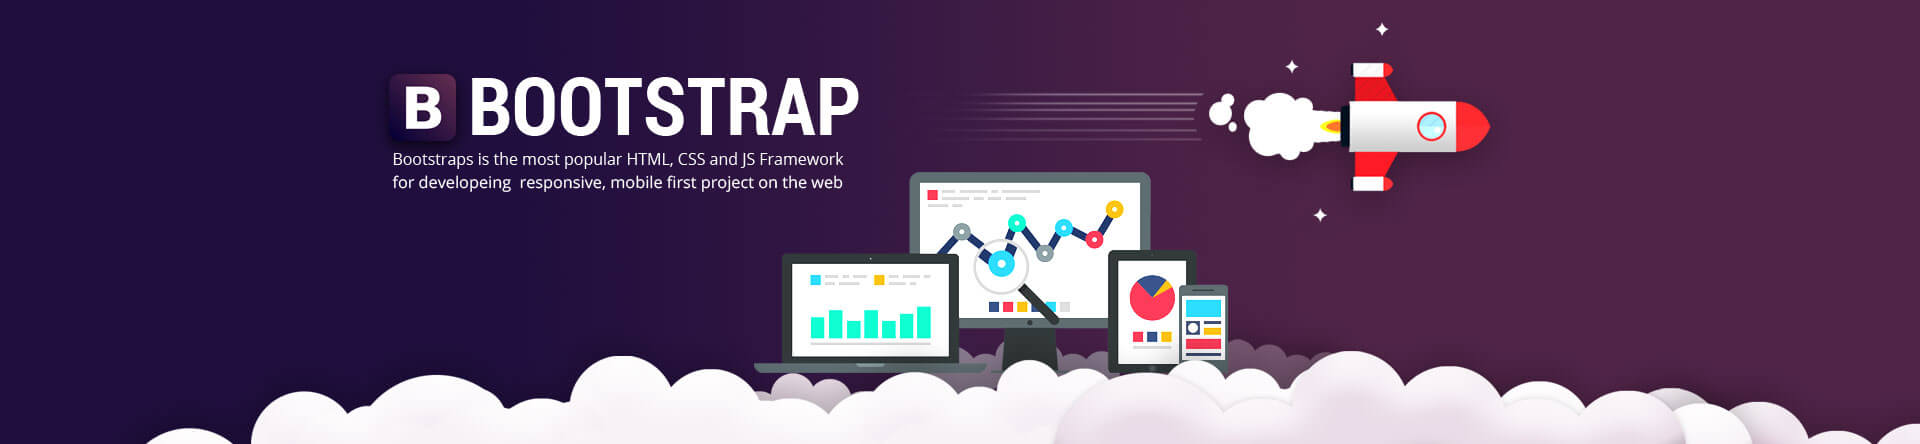 B BOOTSTRAP
Bootstraps is the most popular HTML, CSS and JS Framework
for developeing  responsive, mobile first project on the web